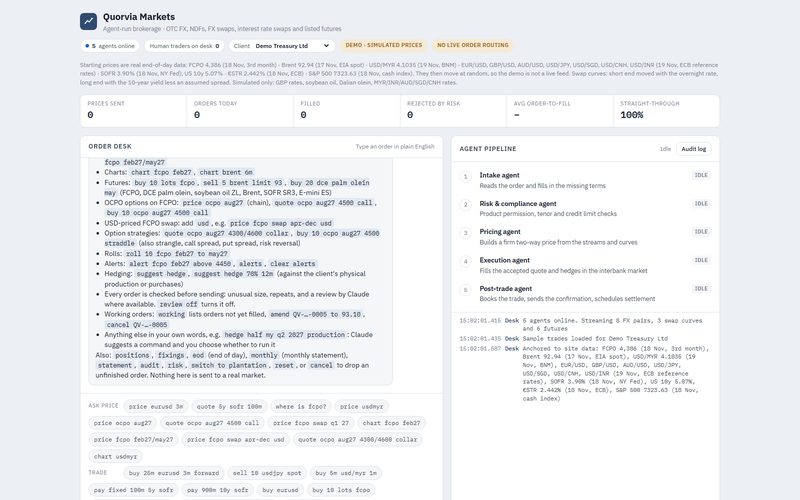 Quorvia Markets
Agent-run brokerage · OTC FX, NDFs, FX swaps, interest rate swaps and listed futures
5 agents online
Human traders on desk 0
Client Demo Treasury Ltd
DEMO · SIMULATED PRICES
NO LIVE ORDER ROUTING
Starting prices are real end-of-day data: FCPO 4,386 (18 Nov, 3rd month) · Brent 92.94 (17 Nov, EIA spot) · USD/MYR 4.1035 (19 Nov, BNM) · EUR/USD, GBP/USD, AUD/USD, USD/JPY, USD/SGD, USD/CNH, USD/INR (19 Nov, ECB reference
rates) · SOFR 3.90% (18 Nov, NY Fed), US 10y 5.07% · €STR 2.442% (18 Nov, ECB) · S&P 500 7323.63 (18 Nov, cash index). They then move at random, so the demo is not a live feed. Swap curves: short end moved with the overnight rate,
long end with the 10-year yield less an assumed spread. Simulated only: GBP rates, soybean oil, Dalian olein, MYR/INR/AUD/SGD/CNH rates.
PRICES SENT
0
ORDERS TODAY
0
FILLED
0
REJECTED BY RISK
0
AVG ORDER-TO-FILL
–
STRAIGHT-THROUGH
100%
ORDER DESK
Type an order in plain English
fcpo feb27/may27
• Charts: chart fcpo feb27 , chart brent 6m
• Futures: buy 10 lots fcpo , sell 5 brent limit 93 , buy 20 dce palm olein
may (FCPO, DCE palm olein, soybean oil ZL, Brent, SOFR SR3, E-mini ES)
• OCPO options on FCPO: price ocpo aug27 (chain), quote ocpo aug27 4500 call ,
buy 10 ocpo aug27 4500 call
• USD-priced FCPO swap: add usd , e.g. price fcpo swap apr-dec usd
• Option strategies: quote ocpo aug27 4300/4600 collar , buy 10 ocpo aug27 4500
straddle (also strangle, call spread, put spread, risk reversal)
• Rolls: roll 10 fcpo feb27 to may27
• Alerts: alert fcpo feb27 above 4450 , alerts , clear alerts
• Hedging: suggest hedge , suggest hedge 70% 12m (against the client's physical
production or purchases)
• Every order is checked before sending: unusual size, repeats, and a review by Claude
where available. review off turns it off.
• Working orders: working lists orders not yet filled, amend QV-…-0005 to 93.10 ,
cancel QV-…-0005
• Anything else in your own words, e.g. hedge half my q2 2027 production : Claude
suggests a command and you choose whether to run it
Also: positions , fixings , eod (end of day), monthly (monthly statement),
statement , audit , risk , switch to plantation , reset , or cancel to drop an
unfinished order. Nothing here is sent to a real market.
ASK PRICE
price eurusd 3m
quote 5y sofr 100m
where is fcpo?
price usdmyr
price ocpo aug27
quote ocpo aug27 4500 call
price fcpo swap q1 27
chart fcpo feb27
price fcpo feb27/may27
price fcpo swap apr-dec usd
quote ocpo aug27 4300/4600 collar
chart usdmyr
TRADE
buy 25m eurusd 3m forward
sell 10 usdjpy spot
buy 5m usd/myr 1m
pay fixed 100m 5y sofr
pay 900m 10y sofr
buy eurusd
buy 10 lots fcpo
AGENT PIPELINE
Idle
Audit log
1
Intake agent
IDLE
Reads the order and fills in the missing terms
2
Risk & compliance agent
IDLE
Product permission, tenor and credit limit checks
3
Pricing agent
IDLE
Builds a firm two-way price from the streams and curves
4
Execution agent
IDLE
Fills the accepted quote and hedges in the interbank market
5
Post-trade agent
IDLE
Books the trade, sends the confirmation, schedules settlement
15:02:01.415 Desk 5 agents online. Streaming 8 FX pairs, 3 swap curves
and 6 futures
15:02:01.435 Desk Sample trades loaded for Demo Treasury Ltd
15:02:01.587 Desk Anchored to site data: FCPO 4,386 (18 Nov, 3rd month),
Brent 92.94 (17 Nov, EIA spot), USD/MYR 4.1035 (19
Nov, BNM), EUR/USD, GBP/USD, AUD/USD, USD/JPY,
USD/SGD, USD/CNH, USD/INR (19 Nov, ECB reference
rates), SOFR 3.90% (18 Nov, NY Fed), US 10y 5.07%,
€STR 2.442% (18 Nov, ECB), S&P 500 7323.63 (18 Nov,
cash index)